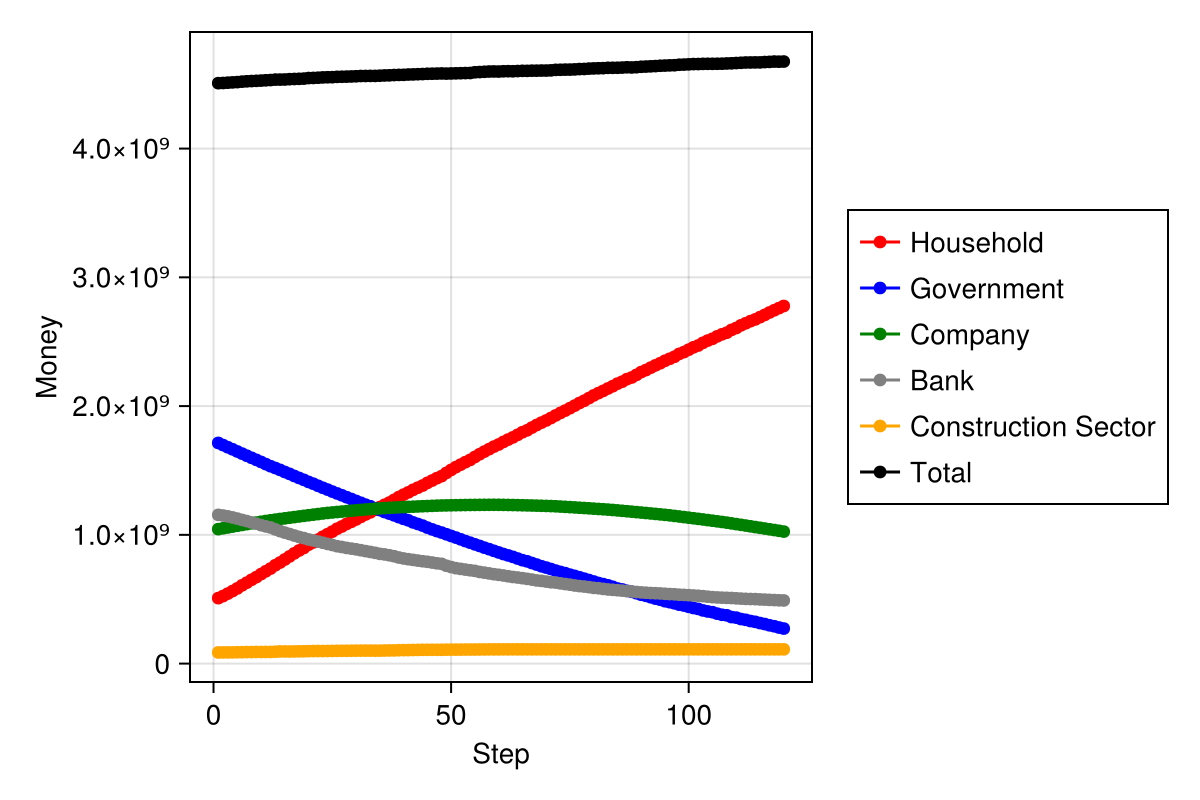 4.0×10⁹
3.0×10⁹
2.0×10⁹
1.0×10⁹
0
Money
0 50 100
Step
Household
Government
Company
Bank
Construction Sector
Total